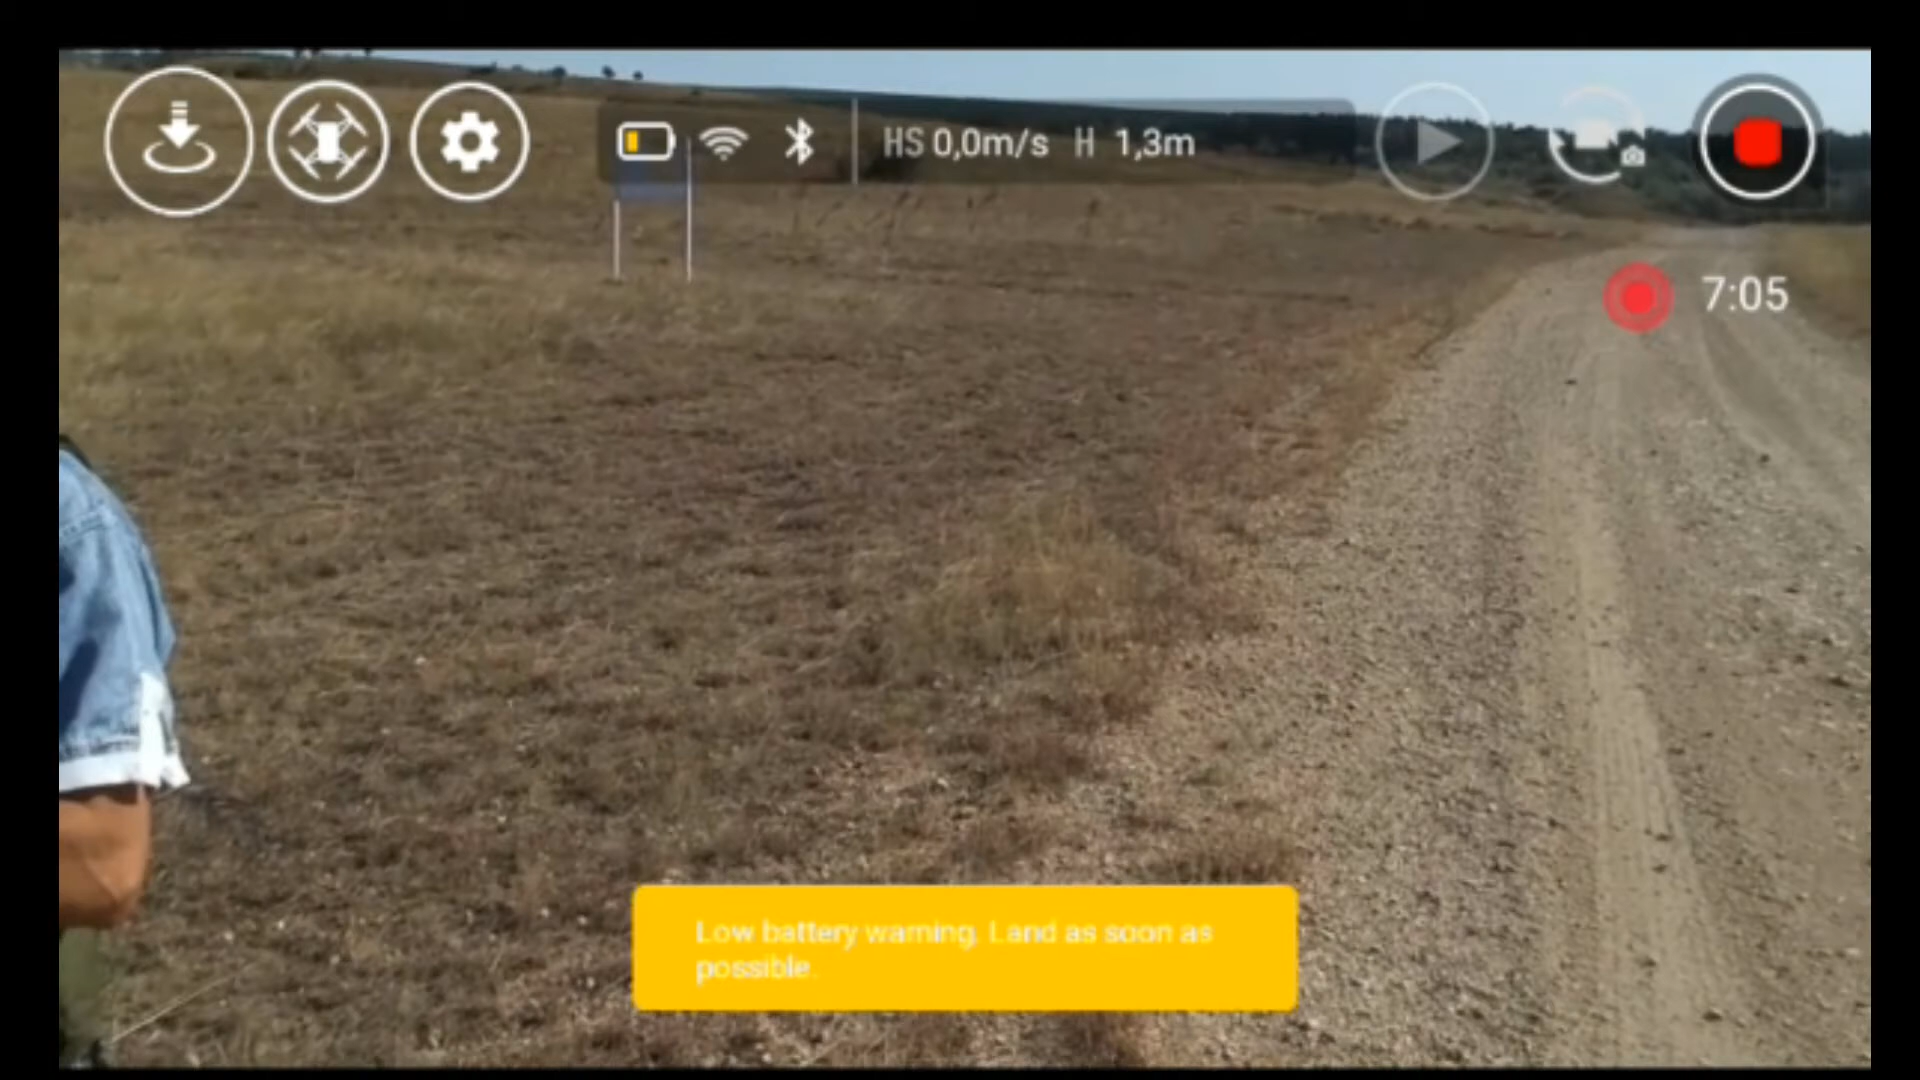 HS 0,0m/s H 1,3m
7:05
Low battery warning. Land as soon as
possible.